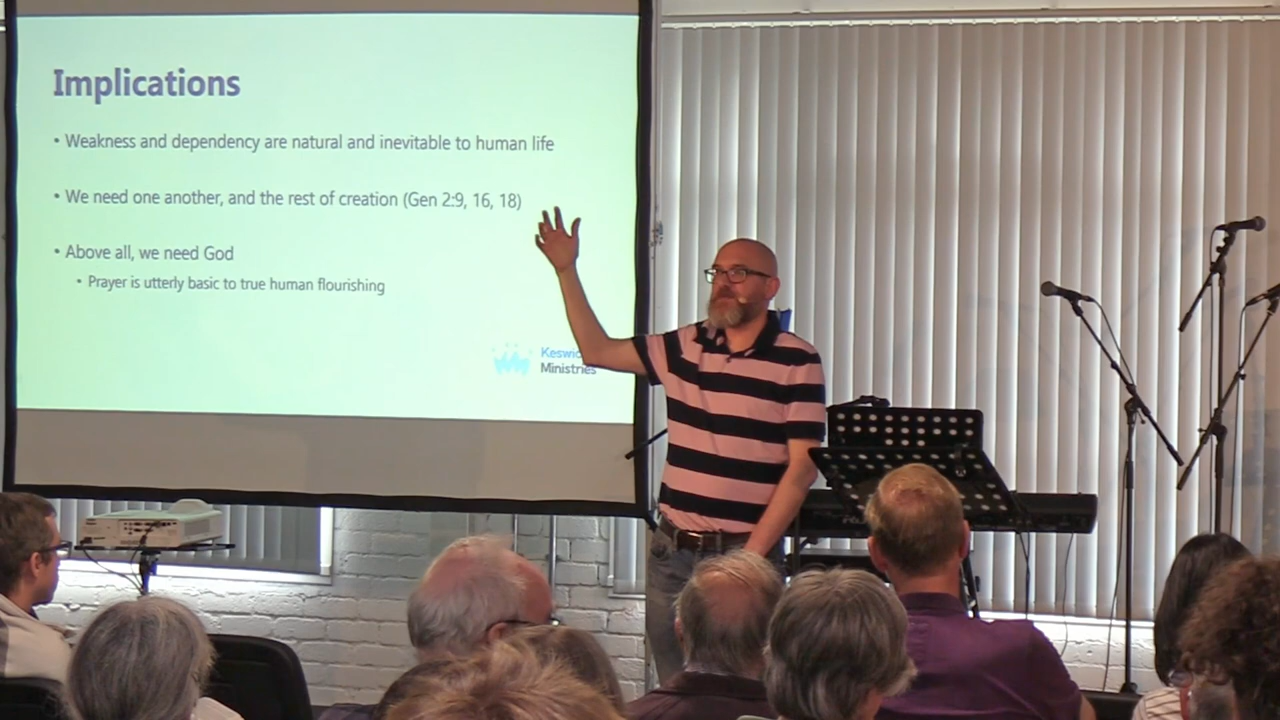 Implications
• Weakness and dependency are natural and inevitable to human life
• We need one another, and the rest of creation (Gen 2:9, 16, 18)
• Above all, we need God
• Prayer is utterly basic to true human flourishing
Ministries